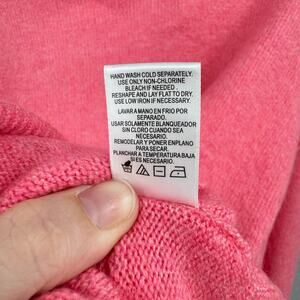 HAND WASH COLD SEPARATELY.
USE ONLY NON-CHLORINE
BLEACH IF NEEDED .
RESHAPE AND LAY FLAT TO DRY.
USE LOW IRON IF NECESSARY.
LAVAR A MANO EN FRIO POR
SEPARADO.
USAR SOLAMENTE BLANQUEADOR
SIN CLORO CUANDO SEA
NECESARIO.
REMODELAR Y PONER EN PLANO
PARA SECAR.
PLANCHAR A TEMPERATURA BAJA
SI ES NECESARIO.